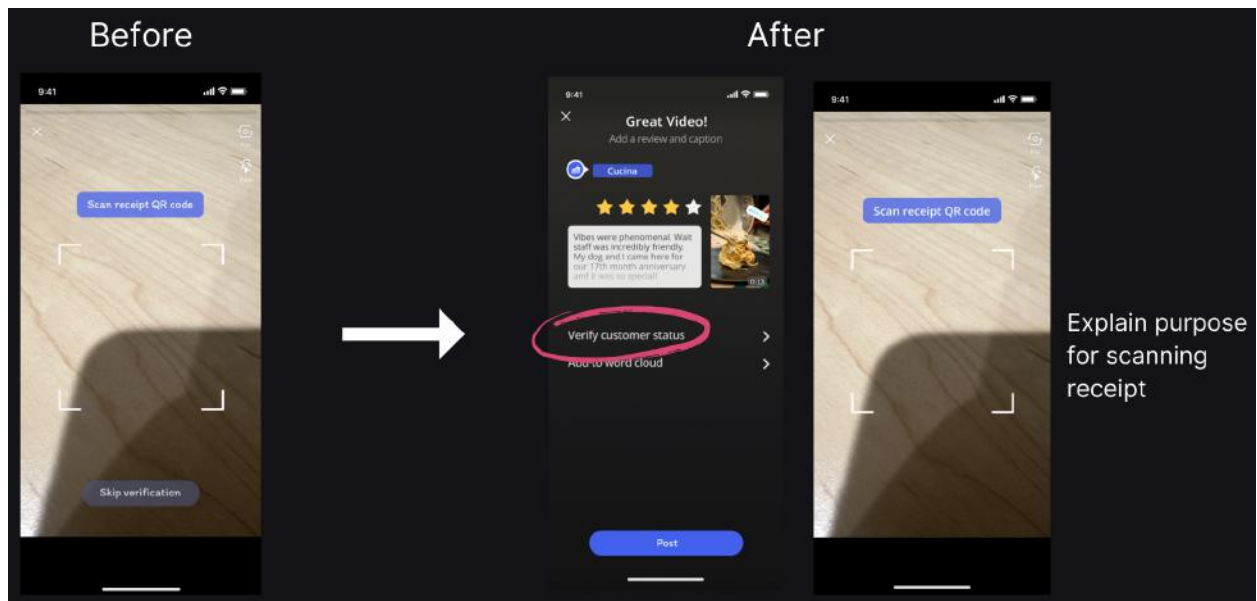 Before
After
9:41
Scan receipt QR code
Skip verification
9:41
Great Video!
Add a review and caption
Cucina
Vibes were phenomenal. Wait
staff was incredibly friendly.
My dog and I came here for
our 17th month anniversary
and it was so special!
0:13
Verify customer status
Add to word cloud
Post
9:41
Scan receipt QR code
Explain purpose
for scanning
receipt